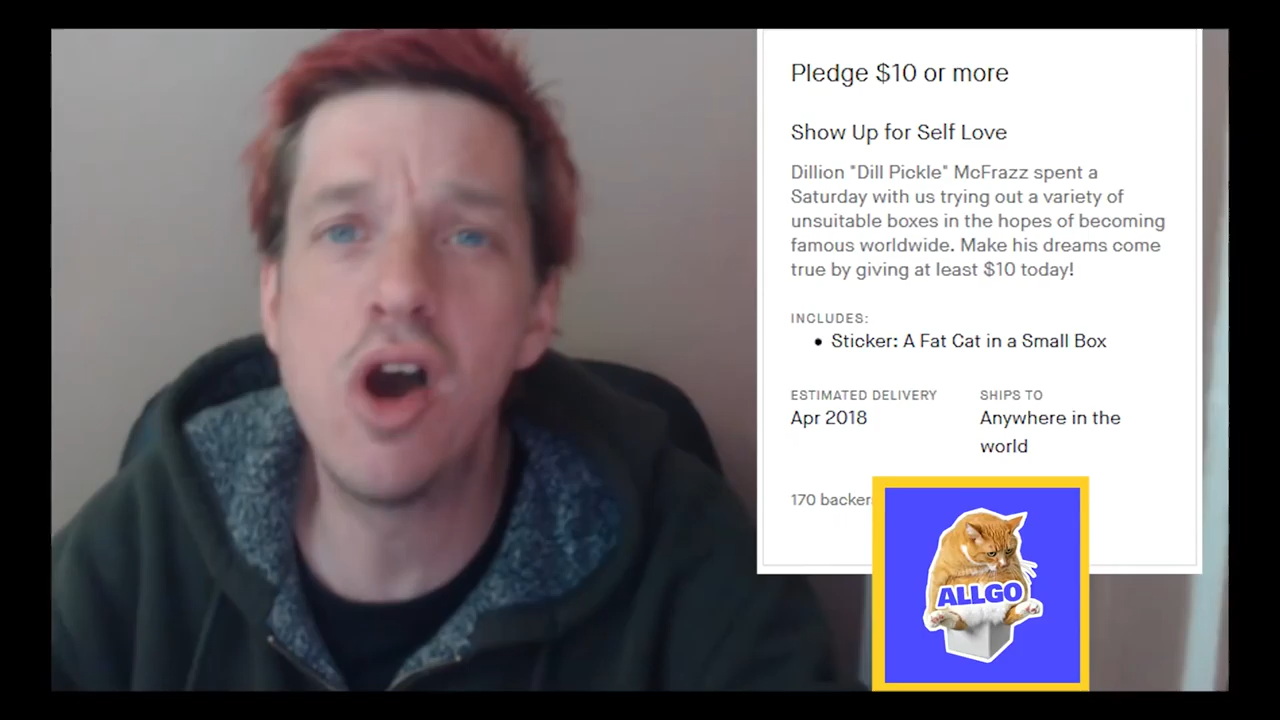 Pledge $10 or more
Show Up for Self Love
Dillion "Dill Pickle" McFrazz spent a
Saturday with us trying out a variety of
unsuitable boxes in the hopes of becoming
famous worldwide. Make his dreams come
true by giving at least $10 today!
INCLUDES:
• Sticker: A Fat Cat in a Small Box
ESTIMATED DELIVERY
Apr 2018
SHIPS TO
Anywhere in the
world
170 backer
ALLGO